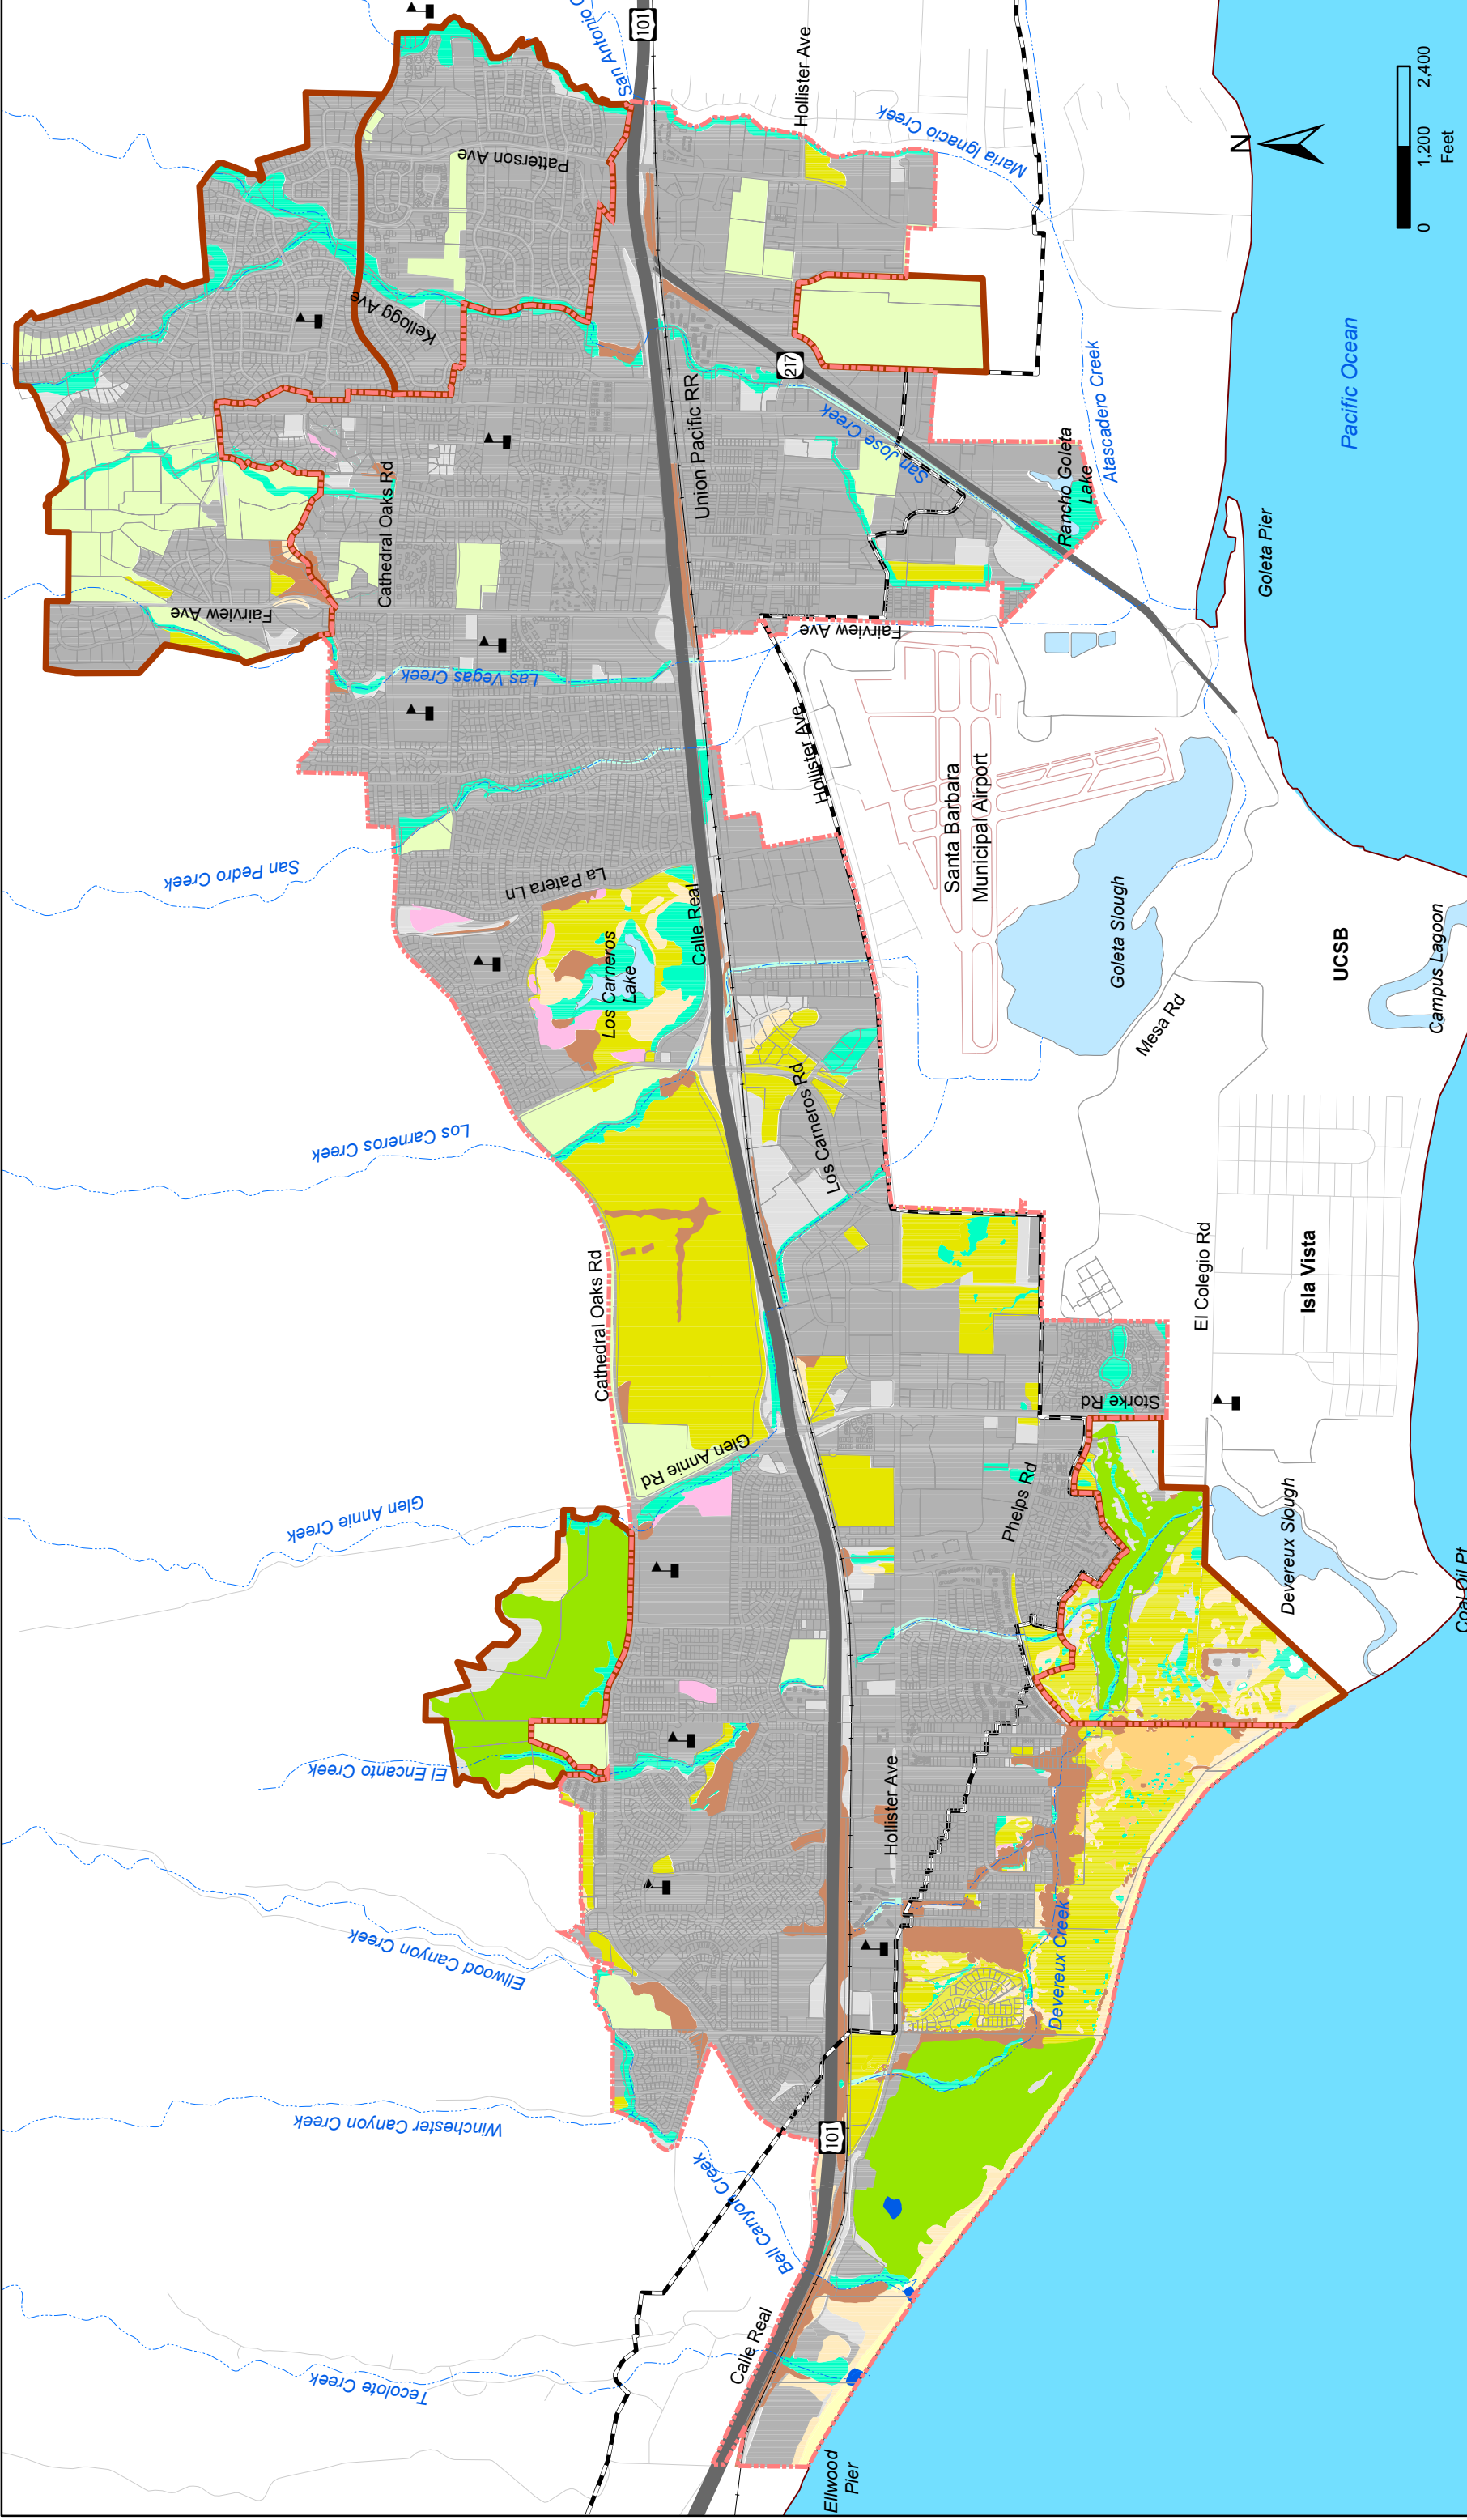 Tecolote Creek
Winchester Canyon Creek
Bell Canyon Creek
Ellwood Canyon Creek
El Encanto Creek
Glen Annie Creek
Los Carneros Creek
San Pedro Creek
Las Vegas Creek
San Antonio C
Maria Ignacio Creek
San Jose Creek
Atascadero Creek
Devereux Creek
Calle Real
101
Ellwood
Pier
Hollister Ave
Cathedral Oaks Rd
Glen Annie Rd
Phelps Rd
Storke Rd
Los Carneros Rd
Los Carneros
Lake
La Patera Ln
Calle Real
Hollister Ave
Fairview Ave
Fairview Ave
Cathedral Oaks Rd
Union Pacific RR
Kellogg Ave
Patterson Ave
101
217
Hollister Ave
Rancho Goleta
Lake
Santa Barbara
Municipal Airport
Goleta Slough
Mesa Rd
UCSB
Campus Lagoon
El Colegio Rd
Isla Vista
Devereux Slough
Coal Oil Pt
Goleta Pier
Pacific Ocean
N
0 1,200 2,400
Feet